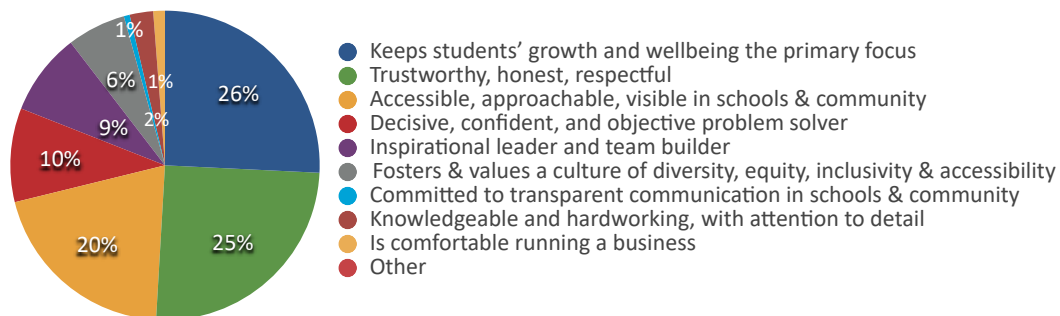 1%
6%
1%
26%
2%
9%
10%
20%
25%
Keeps students’ growth and wellbeing the primary focus
Trustworthy, honest, respectful
Accessible, approachable, visible in schools & community
Decisive, confident, and objective problem solver
Inspirational leader and team builder
Fosters & values a culture of diversity, equity, inclusivity & accessibility
Committed to transparent communication in schools & community
Knowledgeable and hardworking, with attention to detail
Is comfortable running a business
Other